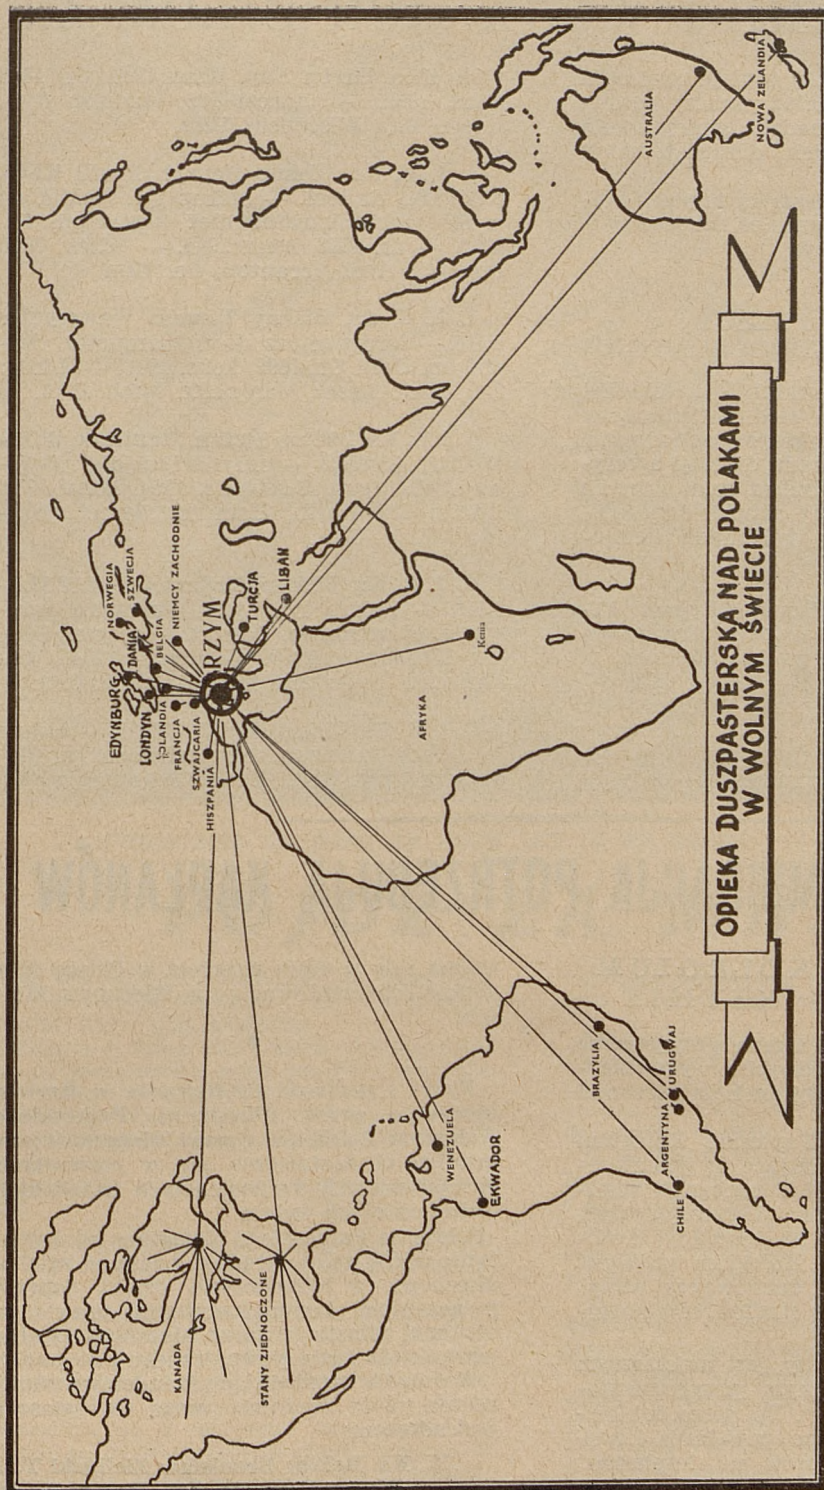 EDYNBURG
NORWEGIA
SZWECJA
DANIA
LONDYN
BELGIA
HOLANDIA
FRANCJA
NIEMCY ZACHODNIE
SZWAJCARIA
HISZPANIA
RZYM
TURCJA
LIBAN
KANADA
STANY ZJEDNOCZONE
AFRYKA
Kenia
WENEZUELA
EKWADOR
BRAZYLIA
ARGENTYNA
URUGWAJ
CHILE
AUSTRALIA
NOWA ZELANDIA
OPIEKA DUSZPASTERSKA NAD POLAKAMI
W WOLNYM ŚWIECIE